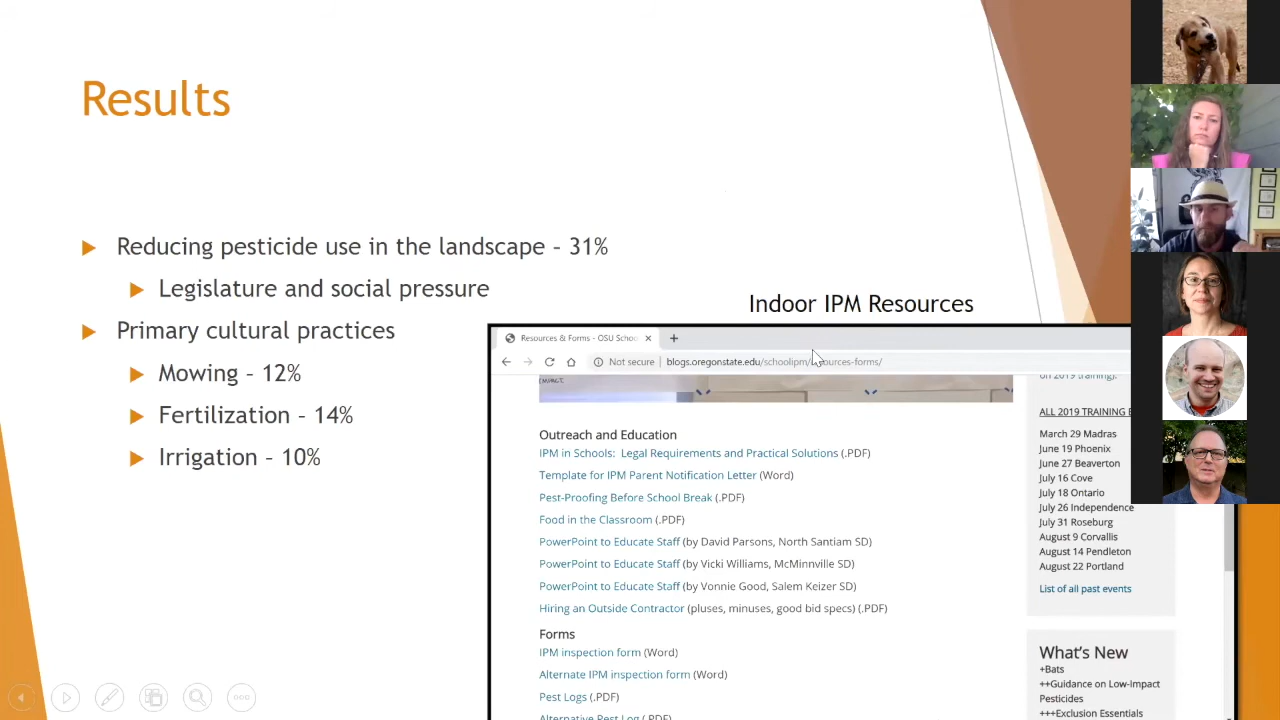 Results
Reducing pesticide use in the landscape – 31%
Legislature and social pressure
Primary cultural practices
Mowing – 12%
Fertilization – 14%
Irrigation – 10%
Indoor IPM Resources
Resources & Forms - OSU Schoo
Not secure | blogs.oregonstate.edu/schoolipm/resources-forms/
on 2019 training).
Outreach and Education
IPM in Schools: Legal Requirements and Practical Solutions (.PDF)
Template for IPM Parent Notification Letter (Word)
Pest-Proofing Before School Break (.PDF)
Food in the Classroom (.PDF)
PowerPoint to Educate Staff (by David Parsons, North Santiam SD)
PowerPoint to Educate Staff (by Vicki Williams, McMinnville SD)
PowerPoint to Educate Staff (by Vonnie Good, Salem Keizer SD)
Hiring an Outside Contractor (pluses, minuses, good bid specs) (.PDF)
Forms
IPM inspection form (Word)
Alternate IPM inspection form (Word)
Pest Logs (.PDF)
Alternative Pest Log (.PDF)
ALL 2019 TRAINING E
March 29 Madras
June 19 Phoenix
June 27 Beaverton
July 16 Cove
July 18 Ontario
July 26 Independence
July 31 Roseburg
August 9 Corvallis
August 14 Pendleton
August 22 Portland
List of all past events
What's New
+Bats
++Guidance on Low-Impact
Pesticides
+++Exclusion Essentials